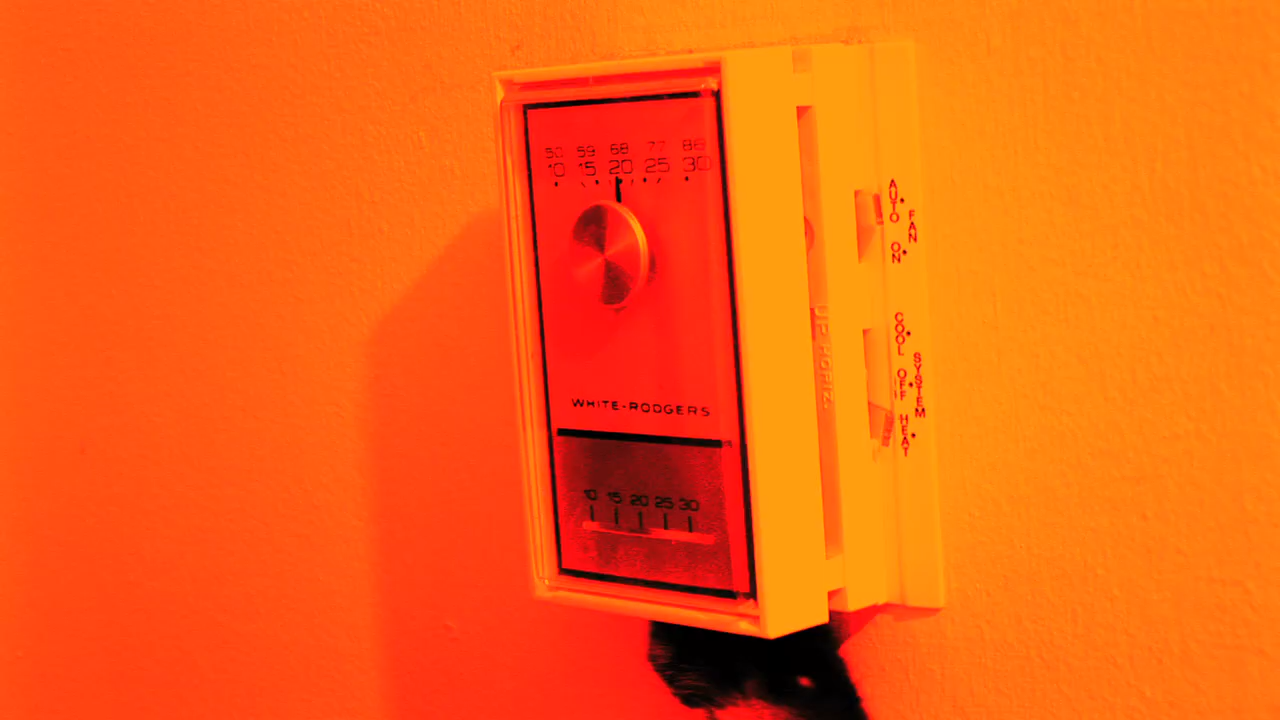 50 59 68 77 86
10 15 20 25 30
WHITE-RODGERS
10 15 20 25 30
AUTO
ON
FAN
COOL
OFF
HEAT
SYSTEM